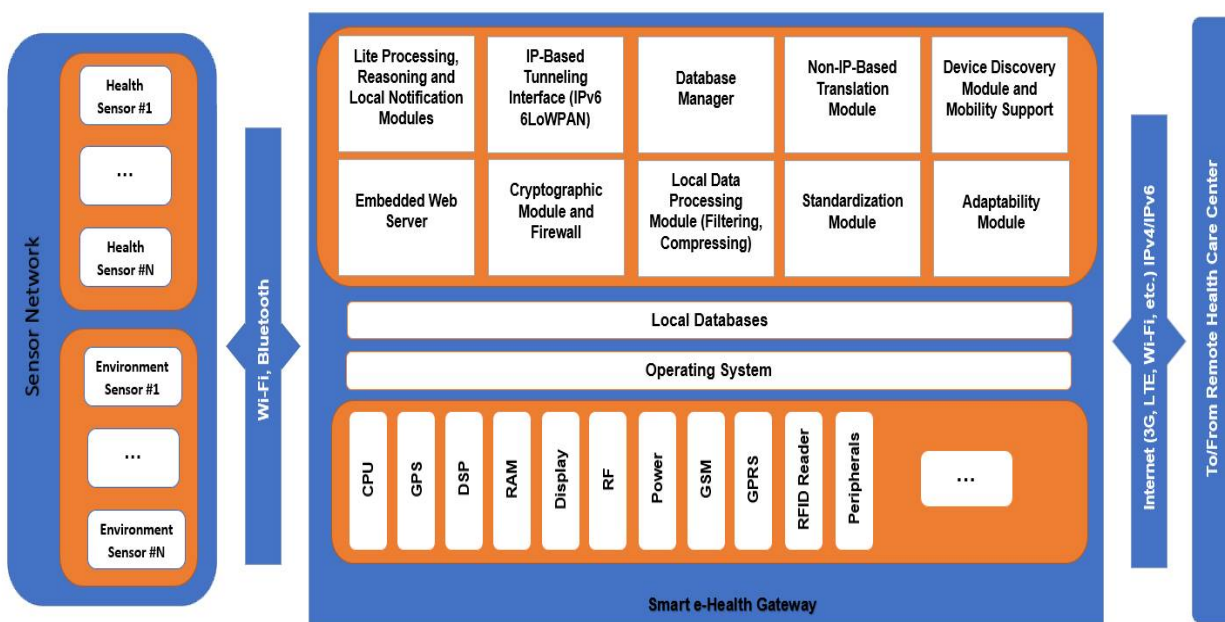 Sensor Network
Health
Sensor #1
...
Health
Sensor #N
Environment
Sensor #1
...
Environment
Sensor #N
Wi-Fi, Bluetooth
Lite Processing,
Reasoning and
Local Notification
Modules
IP-Based
Tunneling
Interface (IPv6
6LoWPAN)
Database
Manager
Non-IP-Based
Translation
Module
Device Discovery
Module and
Mobility Support
Embedded Web
Server
Cryptographic
Module and
Firewall
Local Data
Processing
Module (Filtering,
Compressing)
Standardization
Module
Adaptability
Module
Local Databases
Operating System
CPU
GPS
DSP
RAM
Display
RF
Power
GSM
GPRS
RFID Reader
Peripherals
...
Smart e-Health Gateway
Internet (3G, LTE, Wi-Fi, etc.) IPv4/IPv6
To/From Remote Health Care Center